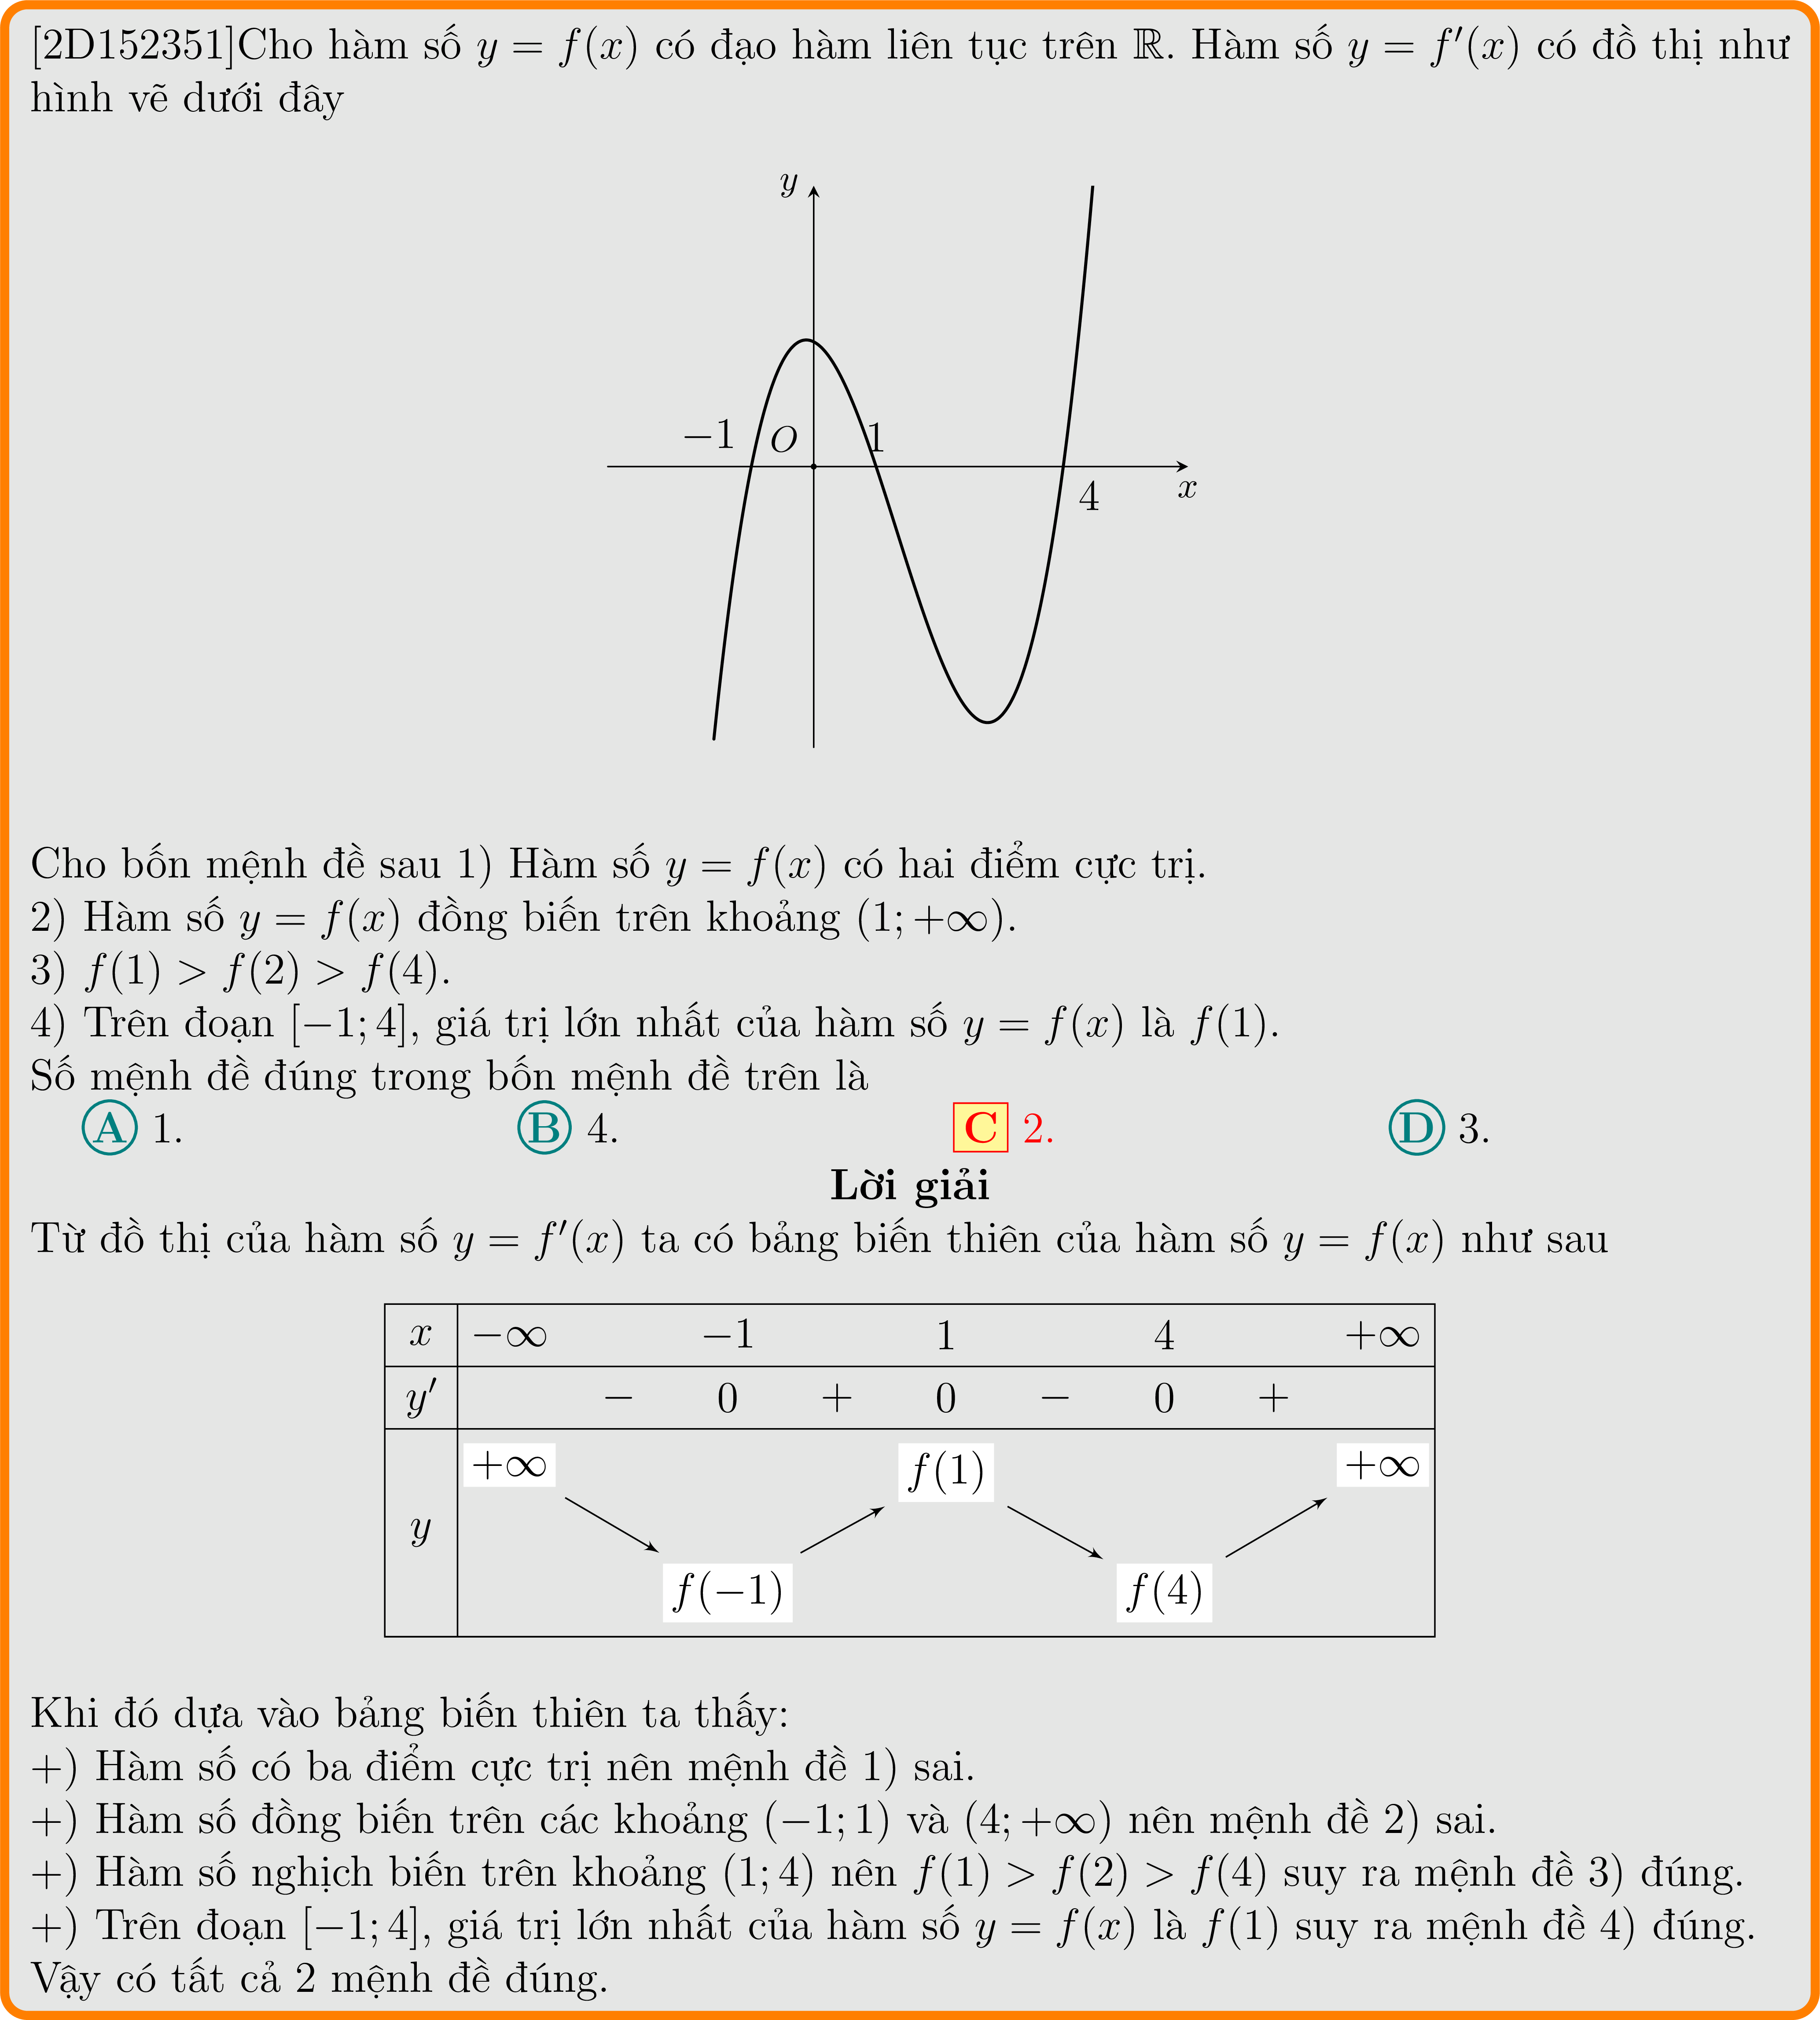 [2D152351]Cho hàm số y = f(x) có đạo hàm liên tục trên ℝ. Hàm số y = f′(x) có đồ thị như
hình vẽ dưới đây
y
−1 O 1
4 x
Cho bốn mệnh đề sau 1) Hàm số y = f(x) có hai điểm cực trị.
2) Hàm số y = f(x) đồng biến trên khoảng (1; +∞).
3) f(1) > f(2) > f(4).
4) Trên đoạn [−1; 4], giá trị lớn nhất của hàm số y = f(x) là f(1).
Số mệnh đề đúng trong bốn mệnh đề trên là
A 1. B 4. C 2. D 3.
Lời giải
Từ đồ thị của hàm số y = f′(x) ta có bảng biến thiên của hàm số y = f(x) như sau
x −∞ −1 1 4 +∞
y′ − 0 + 0 − 0 +
+∞ f(1) +∞
y
f(−1) f(4)
Khi đó dựa vào bảng biến thiên ta thấy:
+) Hàm số có ba điểm cực trị nên mệnh đề 1) sai.
+) Hàm số đồng biến trên các khoảng (−1; 1) và (4; +∞) nên mệnh đề 2) sai.
+) Hàm số nghịch biến trên khoảng (1; 4) nên f(1) > f(2) > f(4) suy ra mệnh đề 3) đúng.
+) Trên đoạn [−1; 4], giá trị lớn nhất của hàm số y = f(x) là f(1) suy ra mệnh đề 4) đúng.
Vậy có tất cả 2 mệnh đề đúng.